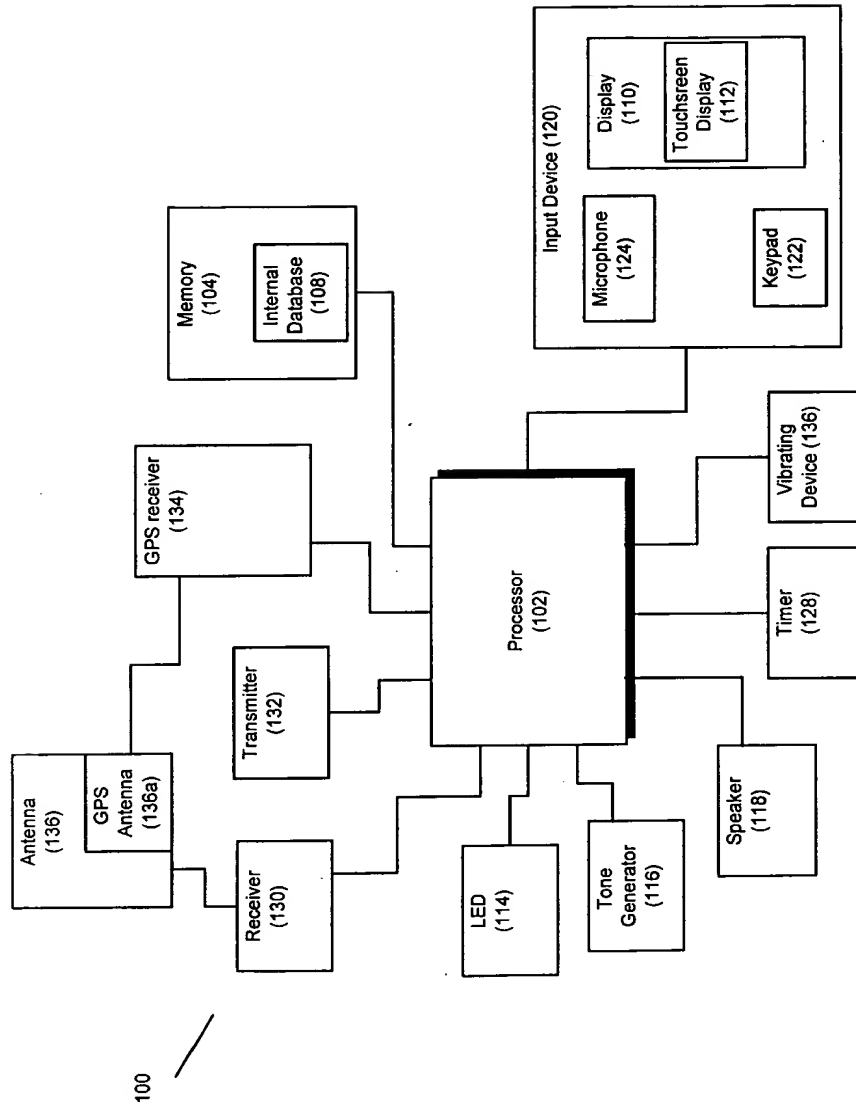 100
Antenna
(136)
GPS
Antenna
(136a)
Receiver
(130)
Transmitter
(132)
GPS receiver
(134)
Memory
(104)
Internal
Database
(108)
LED
(114)
Tone
Generator
(116)
Processor
(102)
Speaker
(118)
Timer
(128)
Vibrating
Device (136)
Input Device (120)
Microphone
(124)
Keypad
(122)
Display
(110)
Touchsreen
Display
(112)